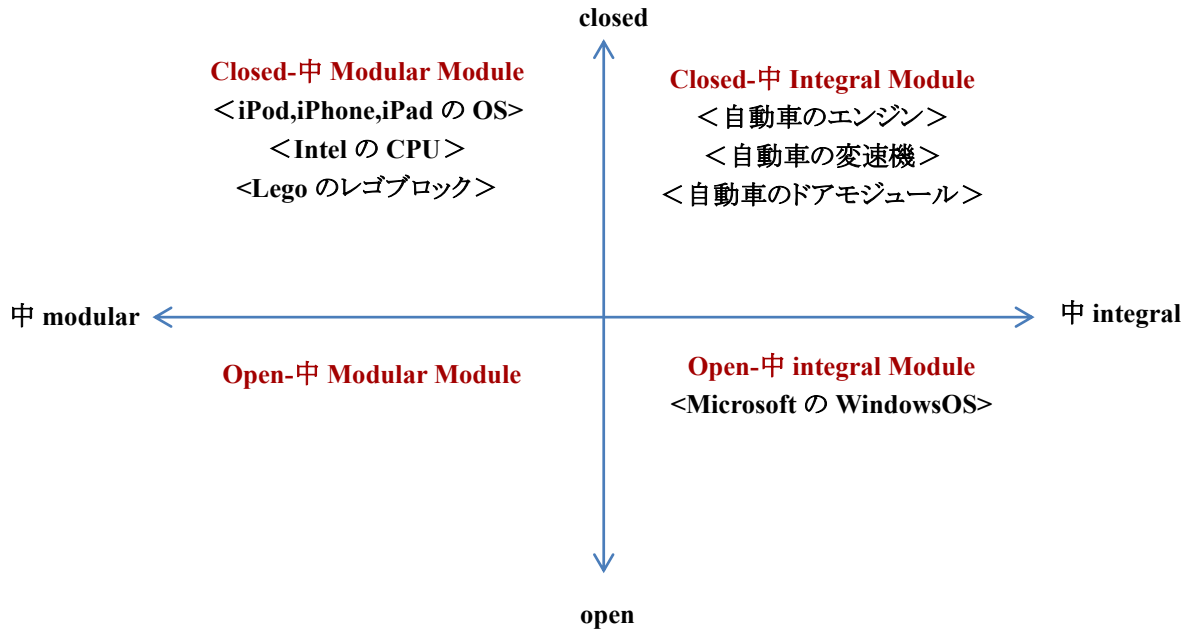 closed
Closed-中 Modular Module
＜iPod,iPhone,iPad の OS>
＜Intel の CPU＞
<Lego のレゴブロック＞
Closed-中 Integral Module
＜自動車のエンジン＞
＜自動車の変速機＞
＜自動車のドアモジュール＞
中 modular
中 integral
Open-中 Modular Module
Open-中 integral Module
<Microsoft の WindowsOS>
open